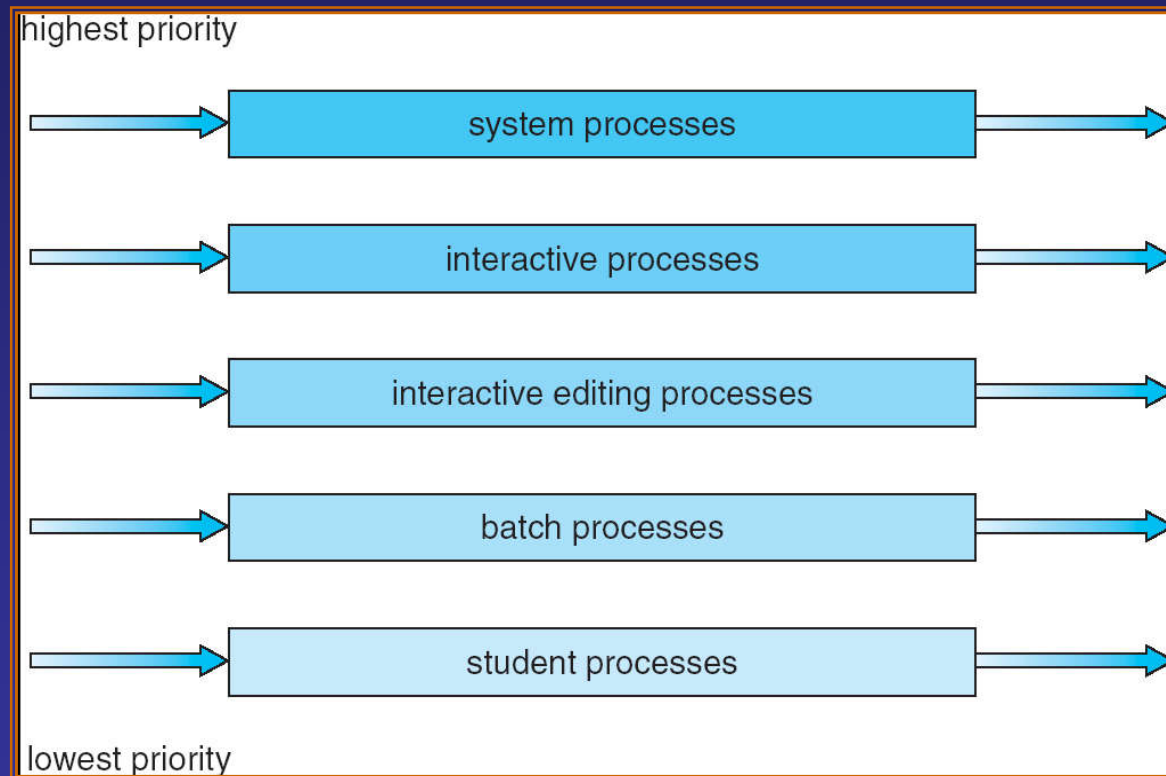 highest priority
system processes
interactive processes
interactive editing processes
batch processes
student processes
lowest priority